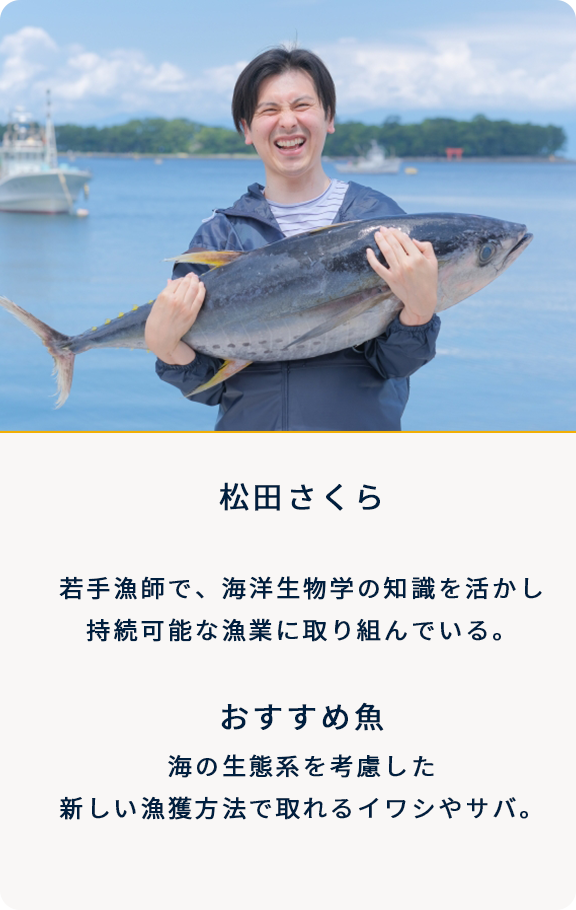 松田さくら
若手漁師で、海洋生物学の知識を活かし
持続可能な漁業に取り組んでいる。
おすすめ魚
海の生態系を考慮した
新しい漁獲方法で取れるイワシやサバ。